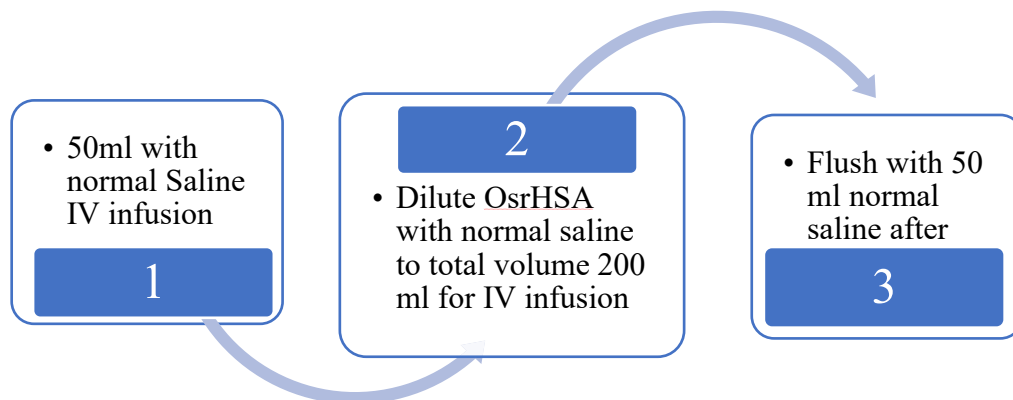 • 50ml with
normal Saline
IV infusion
1
2
• Dilute OsrHSA
with normal saline
to total volume 200
ml for IV infusion
• Flush with 50
ml normal
saline after
3